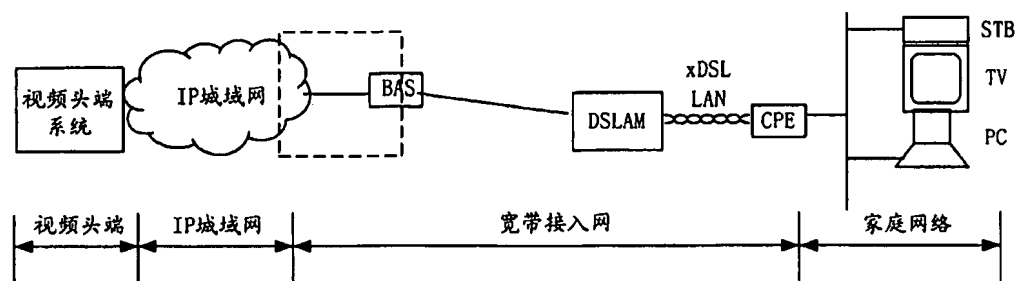 视频头端
系统
IP城域网
BAS
DSLAM
xDSL
LAN
CPE
STB
TV
PC
视频头端
IP城域网
宽带接入网
家庭网络